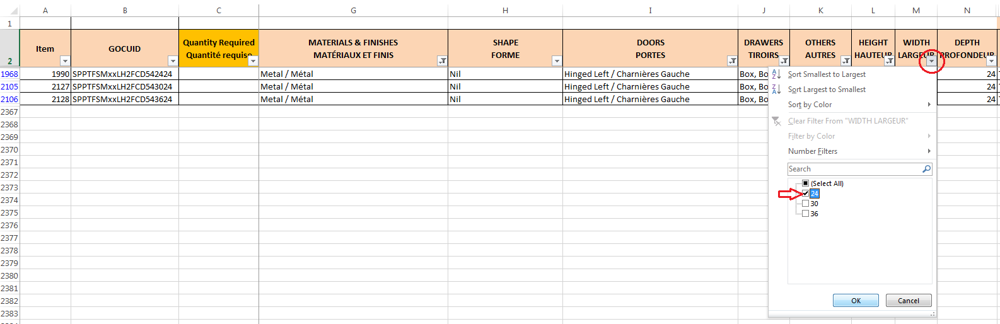 A B C G H I J K L M N
1
Item GOCUID Quantity Required Quantité requise MATERIALS & FINISHES MATÉRIAUX ET FINIS SHAPE FORME DOORS PORTES DRAWERS TIROIRS OTHERS AUTRES HEIGHT HAUTEUR WIDTH LARGEUR DEPTH PROFONDEUR
2
1968 1990 SPPTFSMxxLH2FCD542424 Metal / Métal Nil Hinged Left / Charnières Gauche Box, Bo 24
2105 2127 SPPTFSMxxLH2FCD543024 Metal / Métal Nil Hinged Left / Charnières Gauche Box, Bo 24
2106 2128 SPPTFSMxxLH2FCD543624 Metal / Métal Nil Hinged Left / Charnières Gauche Box, Bo 24
2367
2368
2369
2370
2371
2372
2373
2374
2375
2376
2377
2378
2379
2380
2381
2382
2383
Sort Smallest to Largest
Sort Largest to Smallest
Sort by Color
Clear Filter From "WIDTH LARGEUR"
Filter by Color
Number Filters
Search
(Select All)
24
30
36
OK Cancel